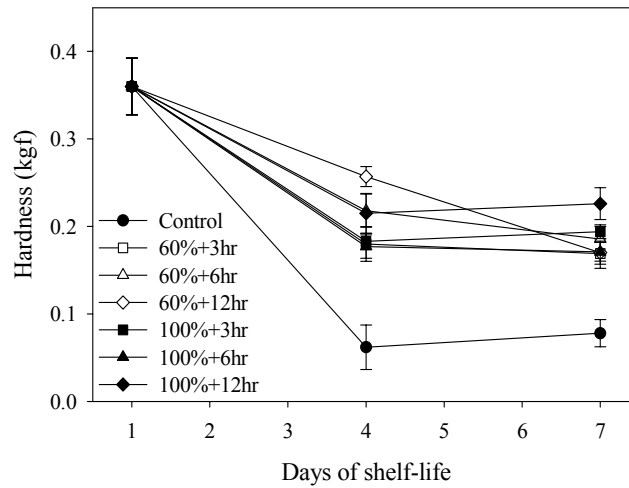 0.4
0.3
0.2
0.1
0.0
Hardness (kgf)
Control
60%+3hr
60%+6hr
60%+12hr
100%+3hr
100%+6hr
100%+12hr
1 2 3 4 5 6 7
Days of shelf-life